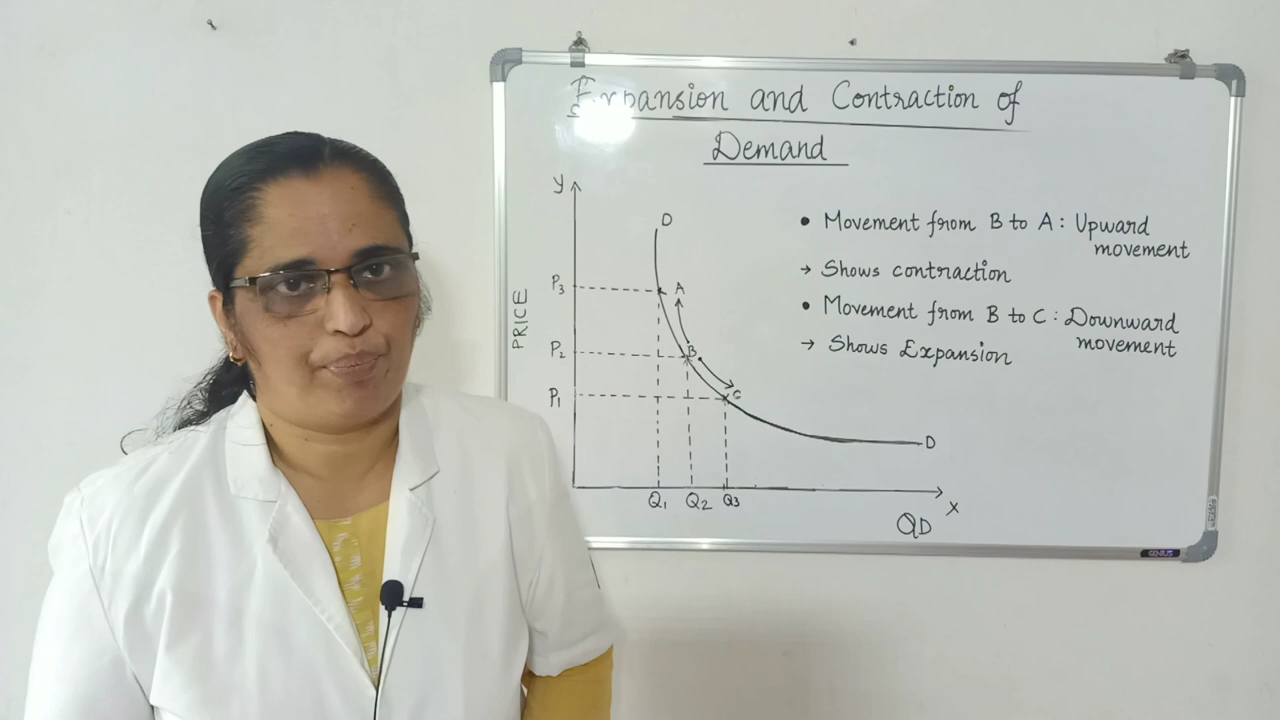 Expansion and Contraction of
Demand
Y
D
P3
A
PRICE
P2
B
P1
C
D
Q1 Q2 Q3
X
QD
• Movement from B to A : Upward
movement
→ Shows contraction
• Movement from B to C : Downward
movement
→ Shows Expansion
GENIUS